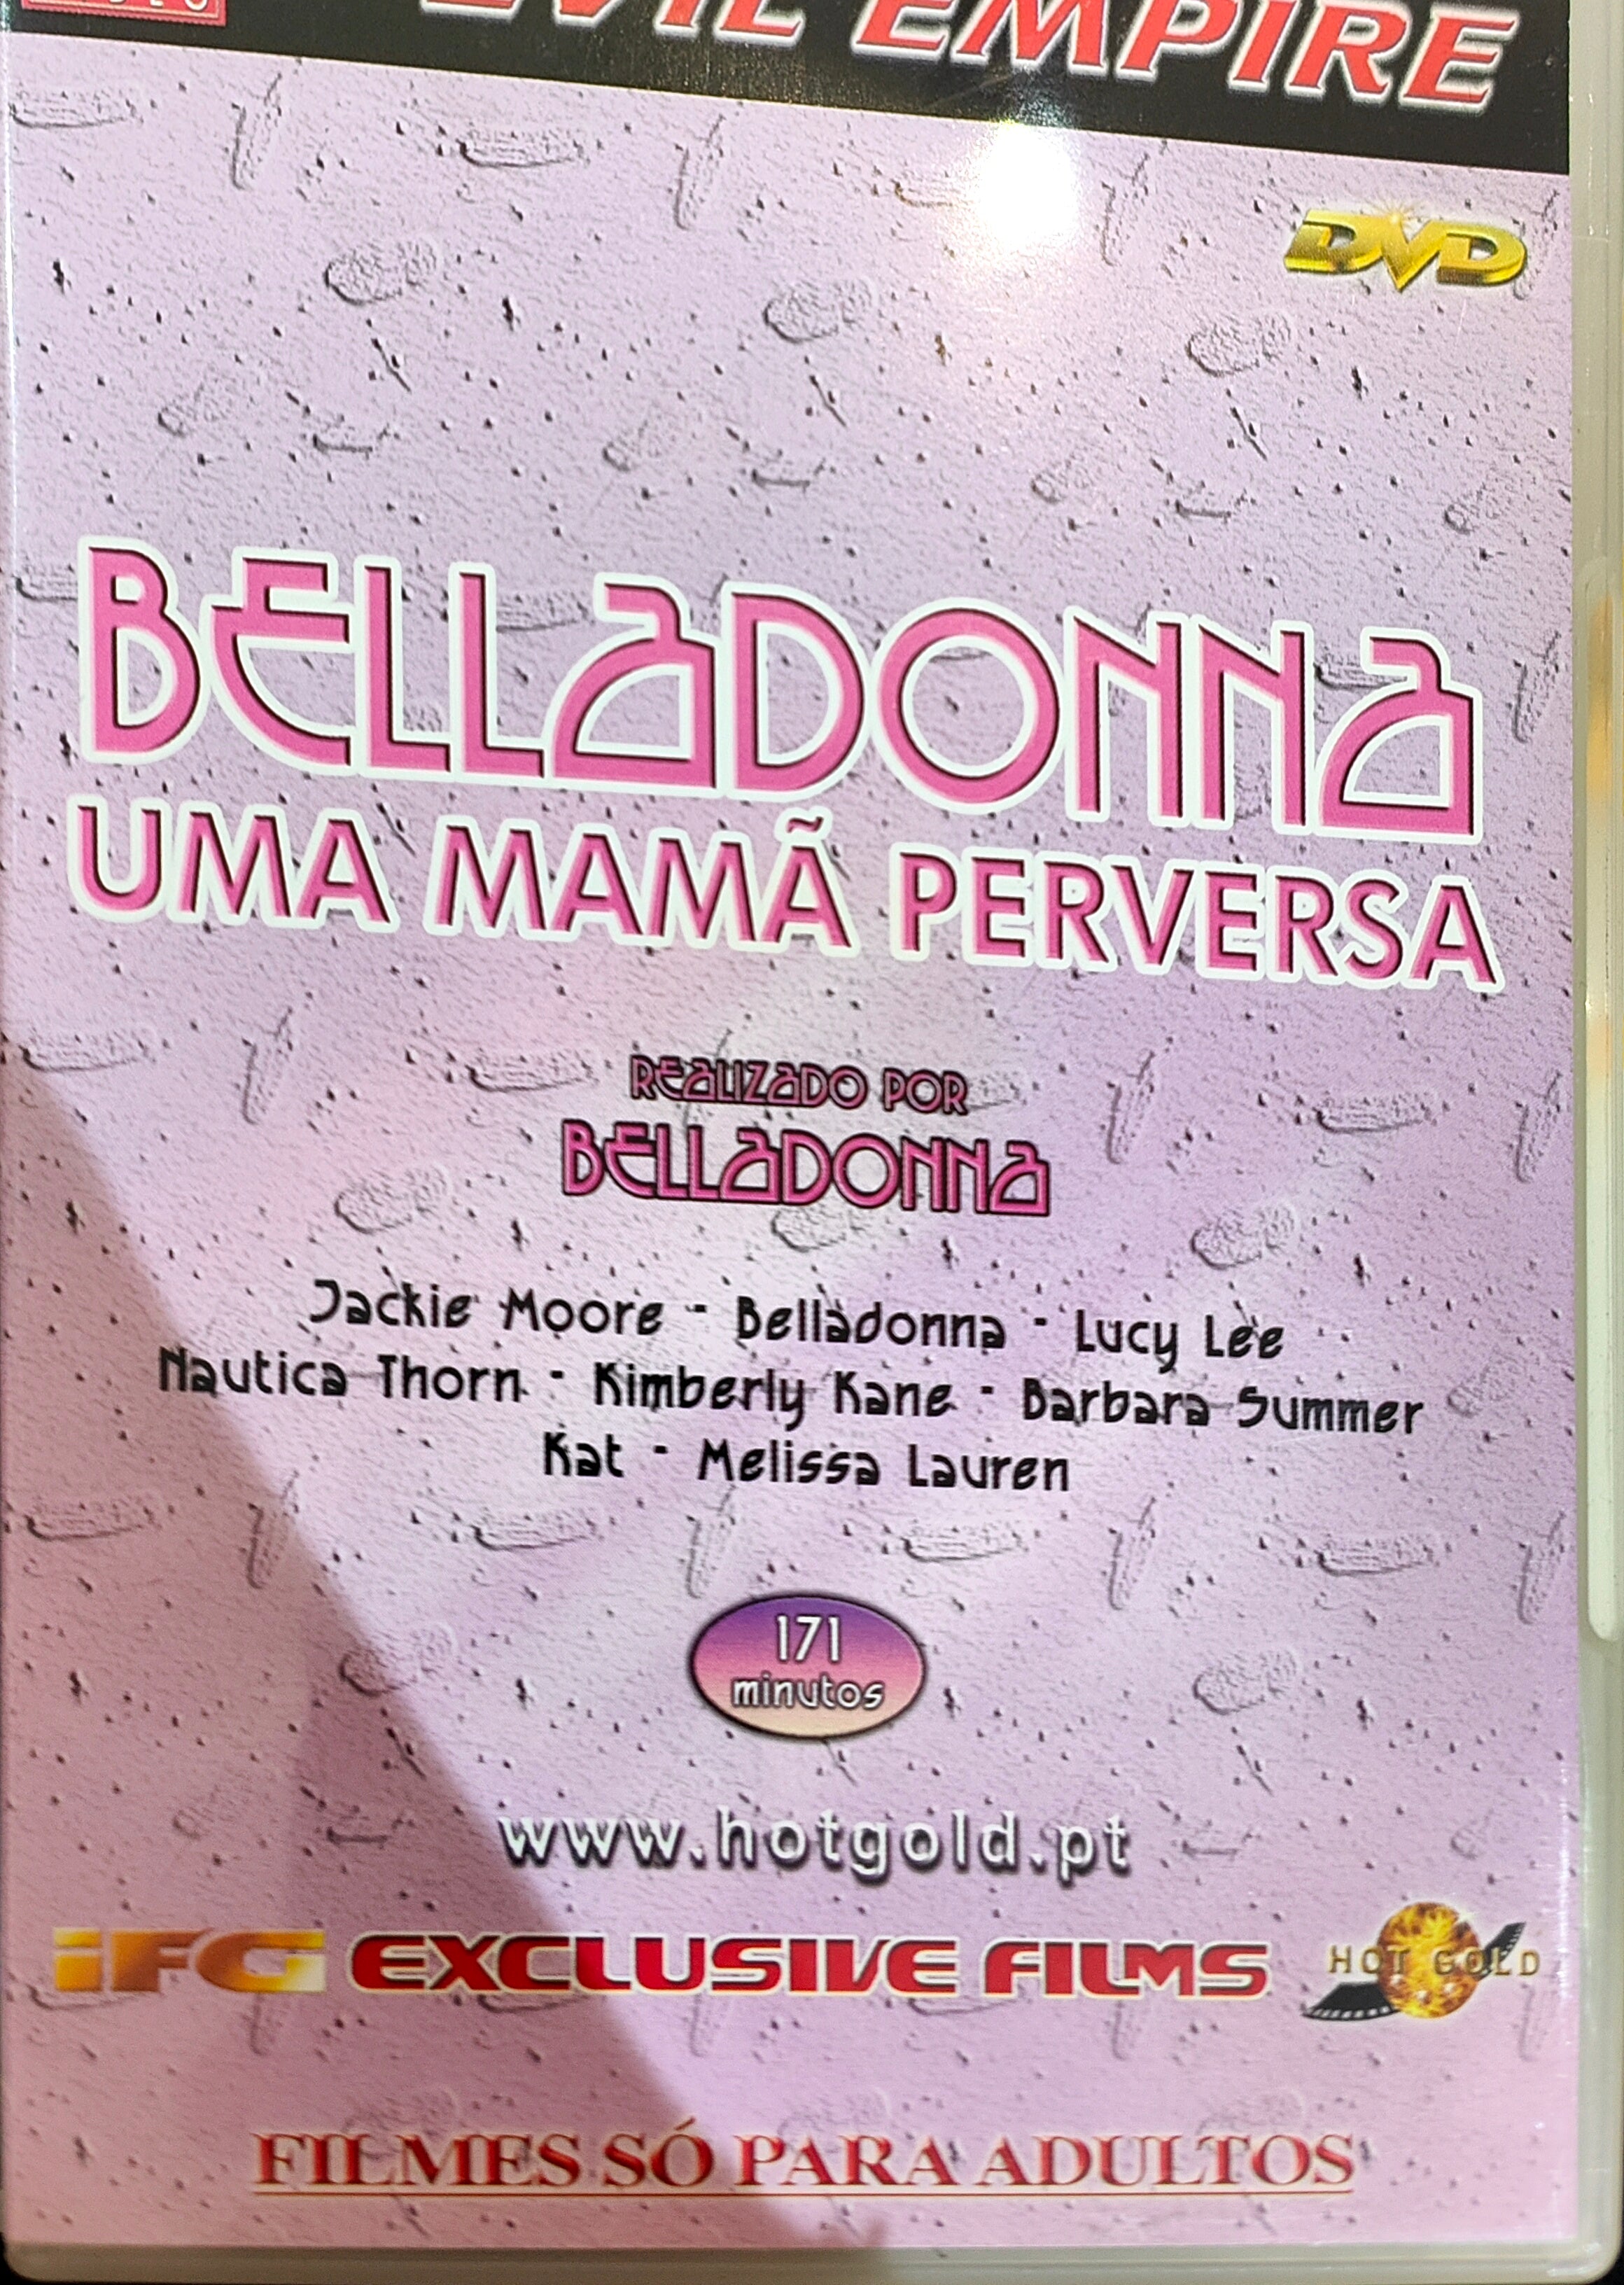 EVIL EMPIRE
DVD
BELLADONNA
UMA MAMÃ PERVERSA
REALIZADO POR
BELLADONNA
Jackie Moore - Belladonna - Lucy Lee
Nautica Thorn - Kimberly Kane - Barbara Summer
Kat - Melissa Lauren
171
minutos
www.hotgold.pt
iFG EXCLUSIVE FILMS HOT GOLD
FILMES SÓ PARA ADULTOS